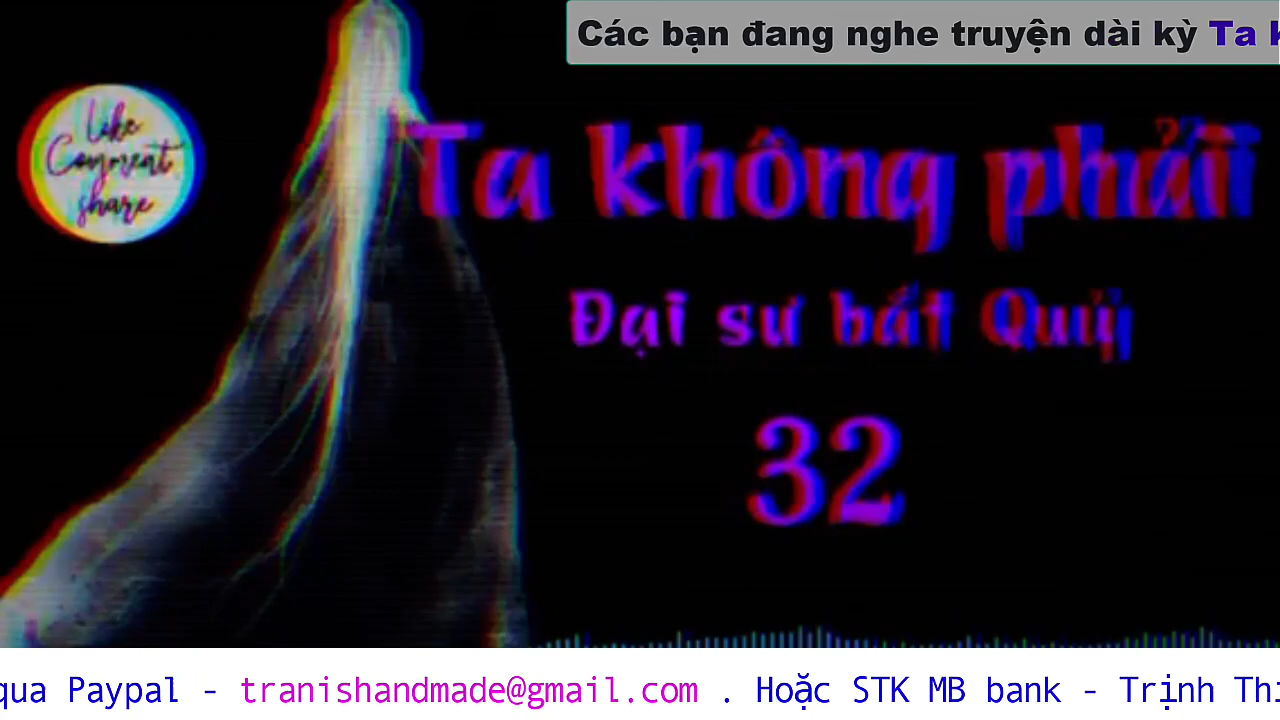 Các bạn đang nghe truyện dài kỳ Ta k
like
Comment
share
Ta không phải
Đại sư bắt Quỷ
32
qua Paypal - tranishandmade@gmail.com . Hoặc STK MB bank - Trịnh Thị